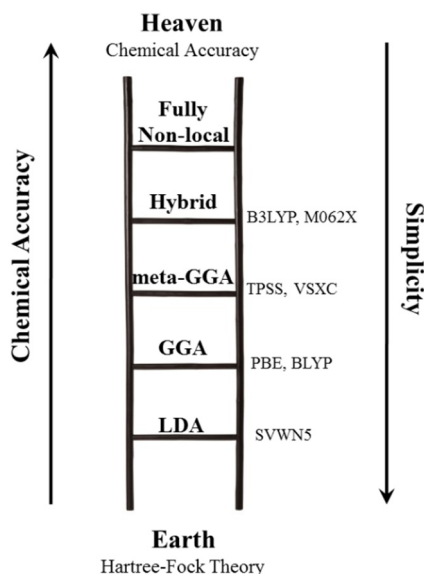 Heaven
Chemical Accuracy
Chemical Accuracy
Simplicity
Fully
Non-local
Hybrid
B3LYP, M062X
meta-GGA
TPSS, VSXC
GGA
PBE, BLYP
LDA
SVWN5
Earth
Hartree-Fock Theory